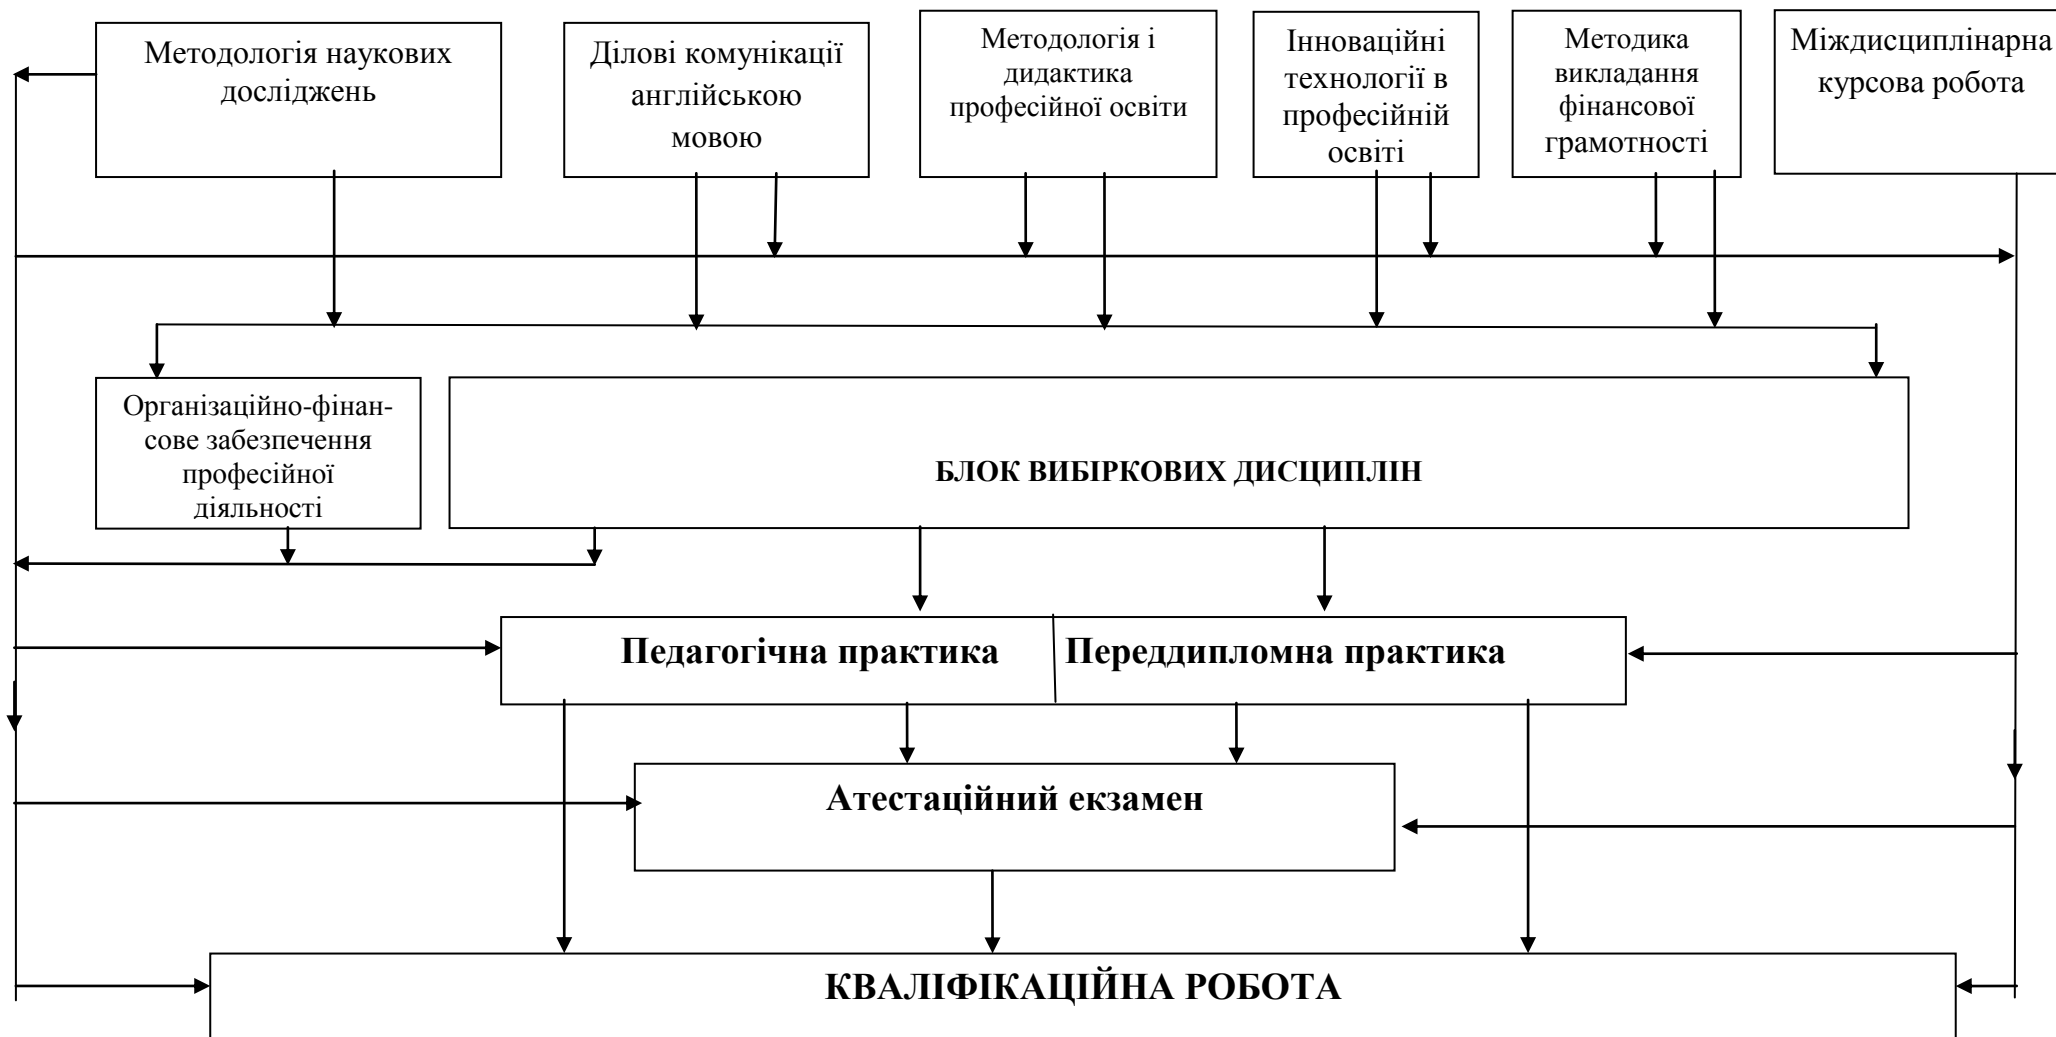 Методологія наукових
досліджень
Ділові комунікації
англійською
мовою
Методологія і
дидактика
професійної освіти
Інноваційні
технології в
професійній
освіті
Методика
викладання
фінансової
грамотності
Міждисциплінарна
курсова робота
Організаційно-фінан-
сове забезпечення
професійної
діяльності
БЛОК ВИБІРКОВИХ ДИСЦИПЛІН
Педагогічна практика
Переддипломна практика
Атестаційний екзамен
КВАЛІФІКАЦІЙНА РОБОТА